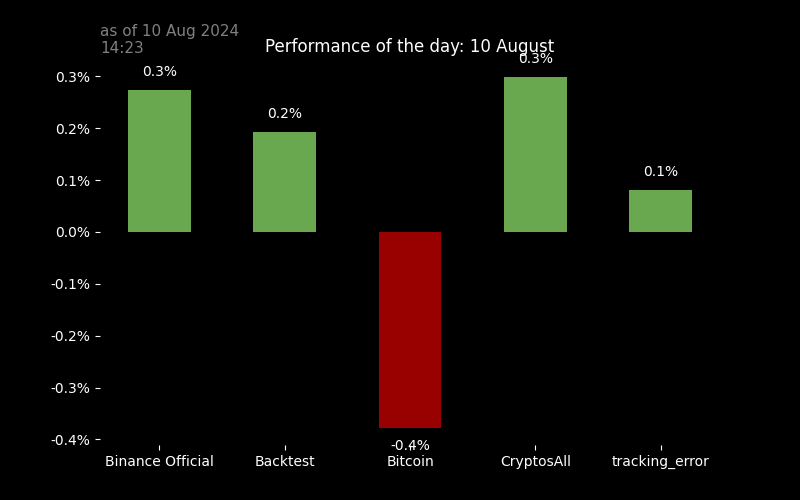 as of 10 Aug 2024
14:23
Performance of the day: 10 August
0.3%
0.2%
0.1%
0.0%
-0.1%
-0.2%
-0.3%
-0.4%
0.3%
0.2%
-0.4%
0.3%
0.1%
Binance Official
Backtest
Bitcoin
CryptosAll
tracking_error